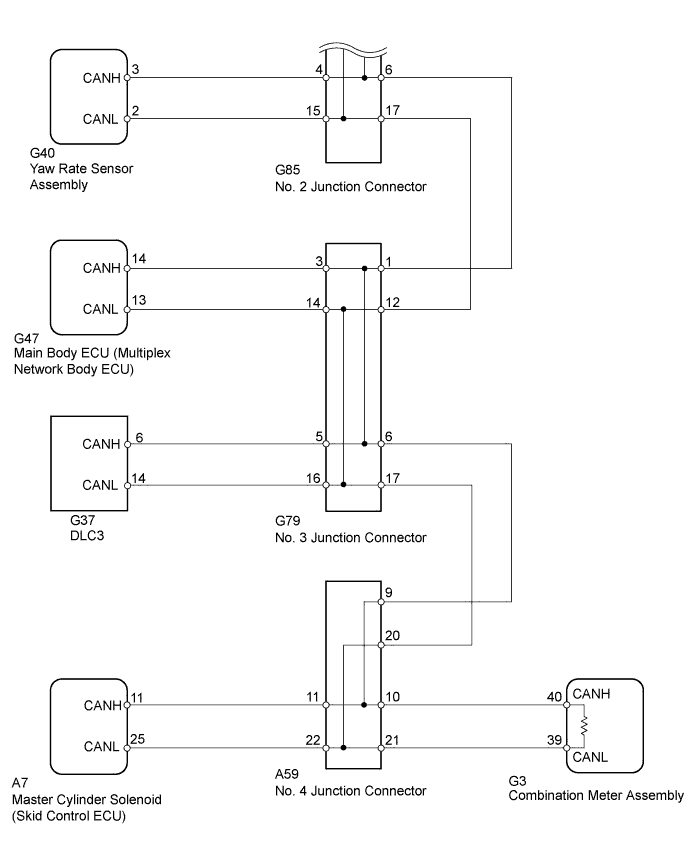 CANH 3 4 6
CANL 2 15 17
G40
Yaw Rate Sensor
Assembly
G85
No. 2 Junction Connector
CANH 14 3 1
CANL 13 14 12
G47
Main Body ECU (Multiplex
Network Body ECU)
CANH 6 5 6
CANL 14 16 17
G37
DLC3
G79
No. 3 Junction Connector
9
20
CANH 11 11 10 40 CANH
CANL 25 22 21 39 CANL
A7
Master Cylinder Solenoid
(Skid Control ECU)
A59
No. 4 Junction Connector
G3
Combination Meter Assembly